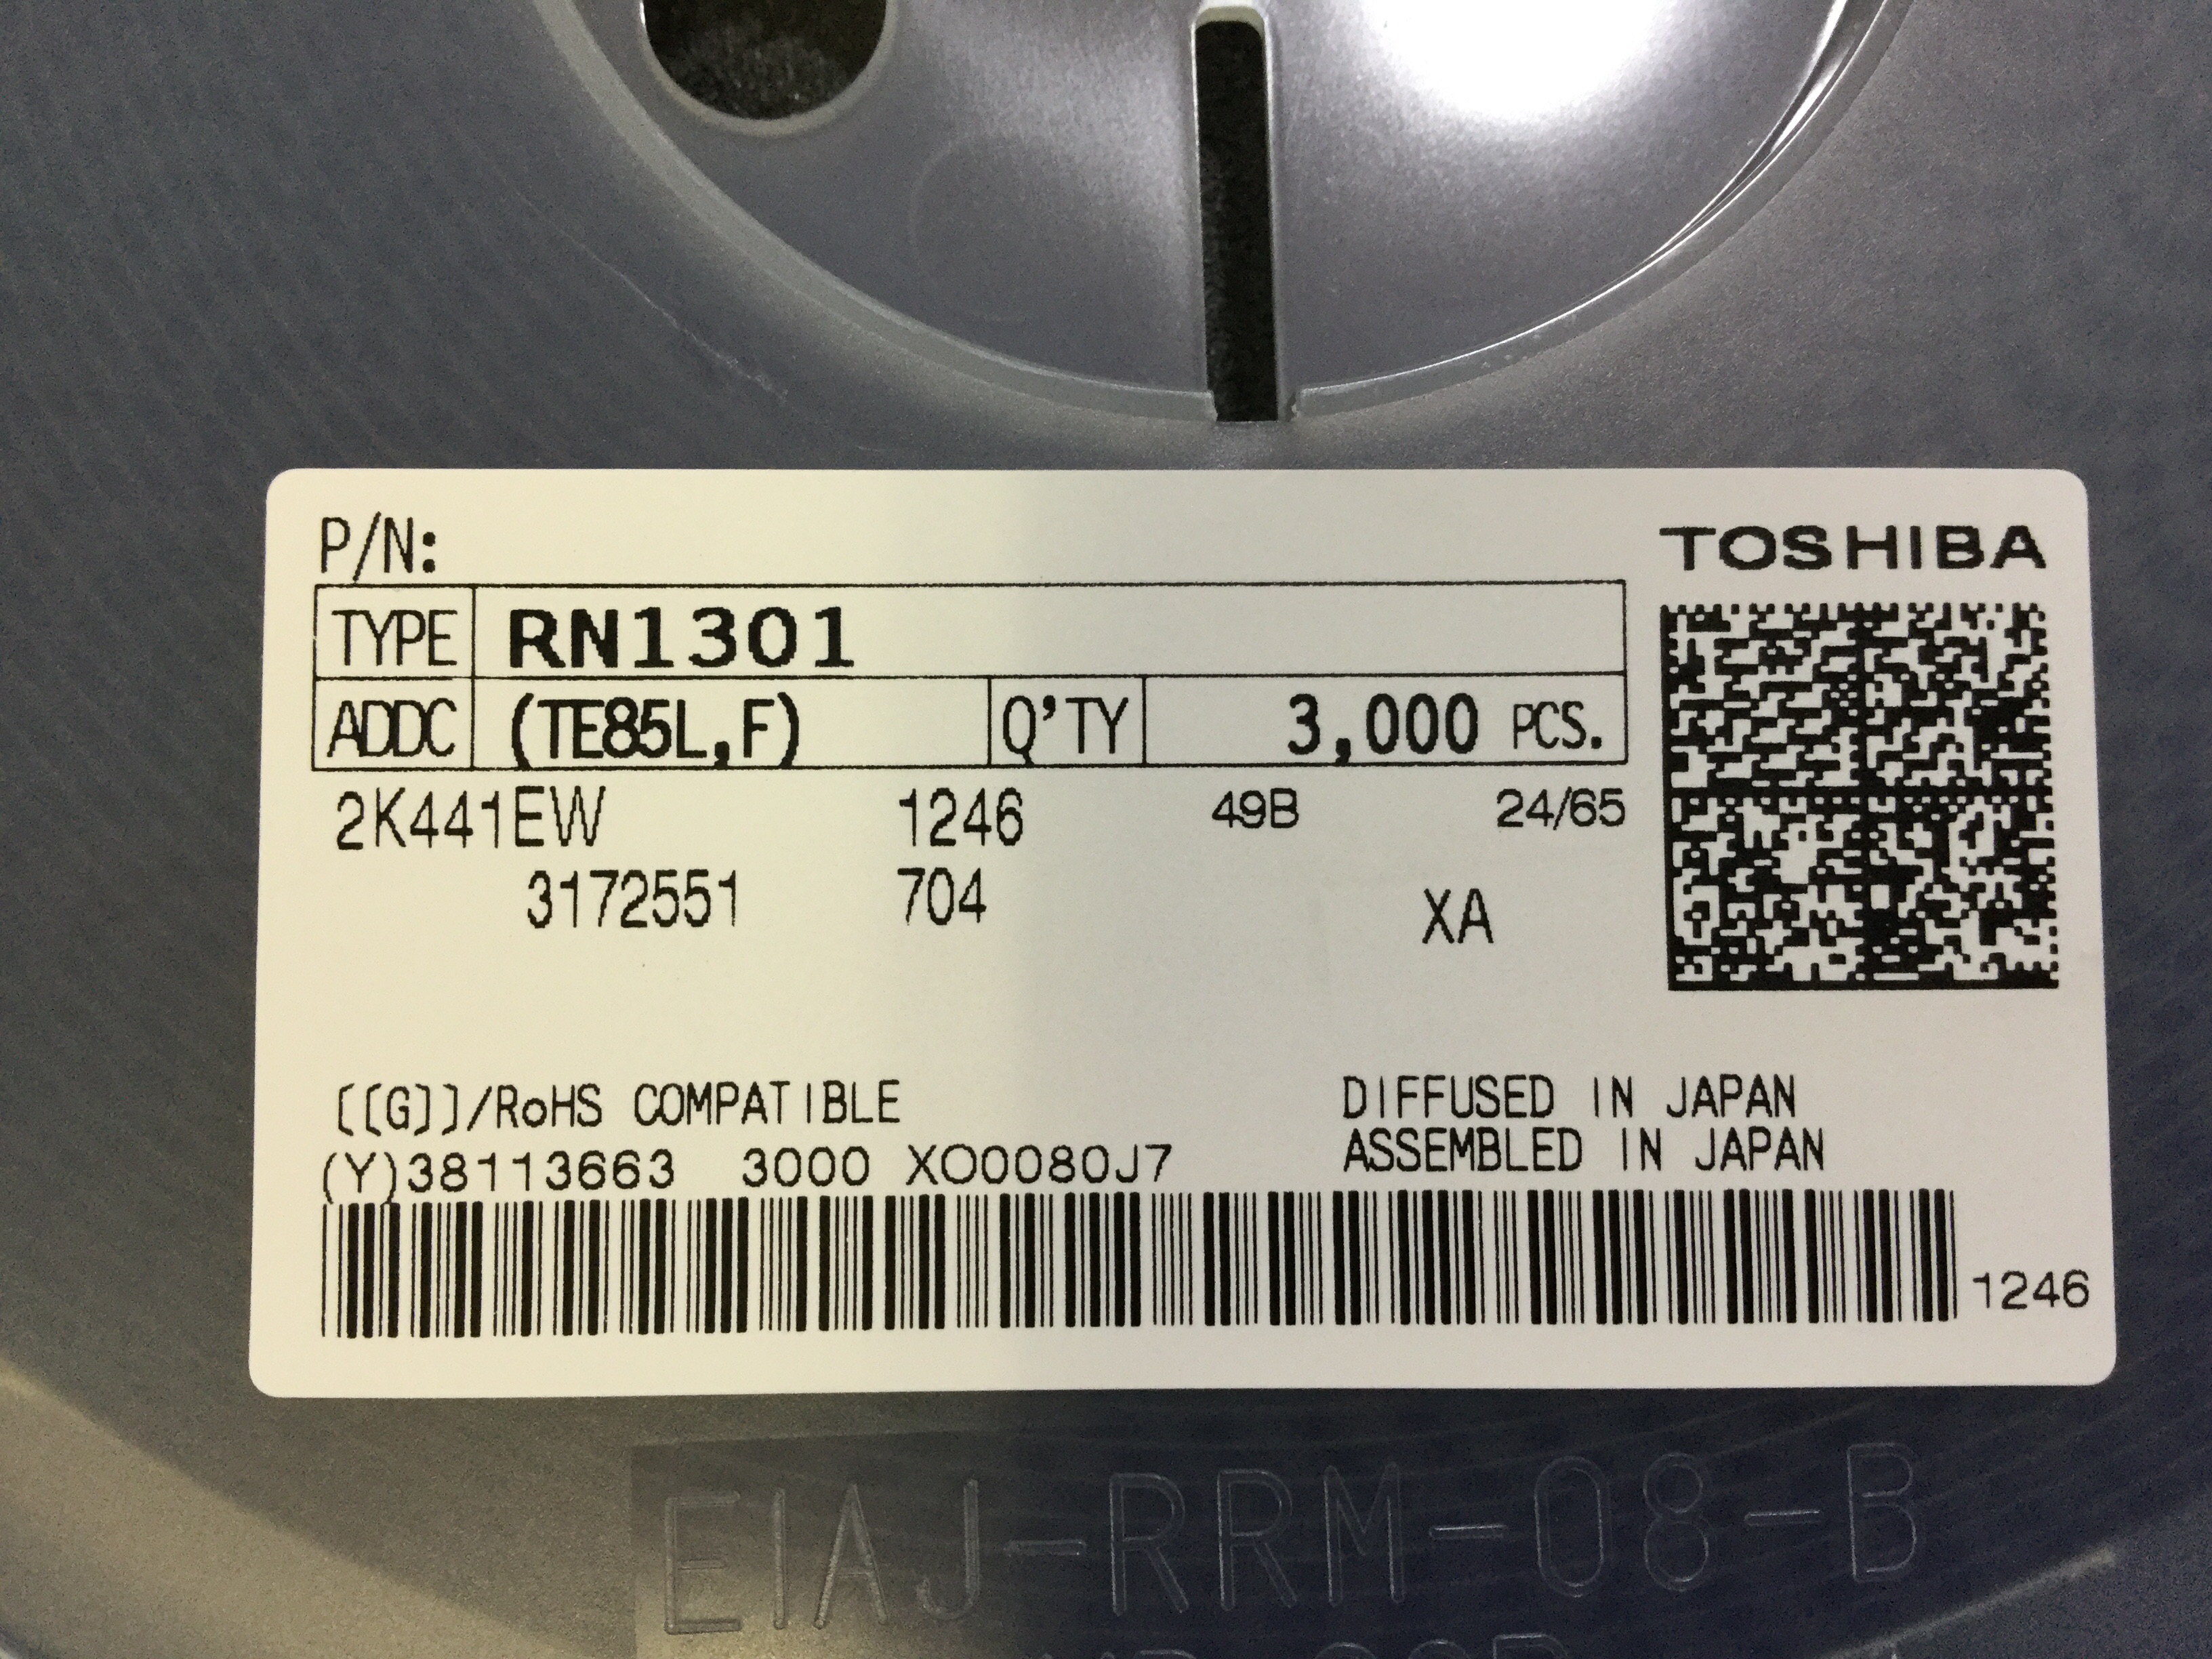 P/N:
TOSHIBA
TYPE RN1301
ADDC (TE85L,F) Q'TY 3,000 PCS.
2K441EW 1246 49B 24/65
3172551 704 XA
[[G]]/RoHS COMPATIBLE
DIFFUSED IN JAPAN
ASSEMBLED IN JAPAN
(Y)38113663 3000 XO0080J7
1246
EIAJ-RRM-08-B